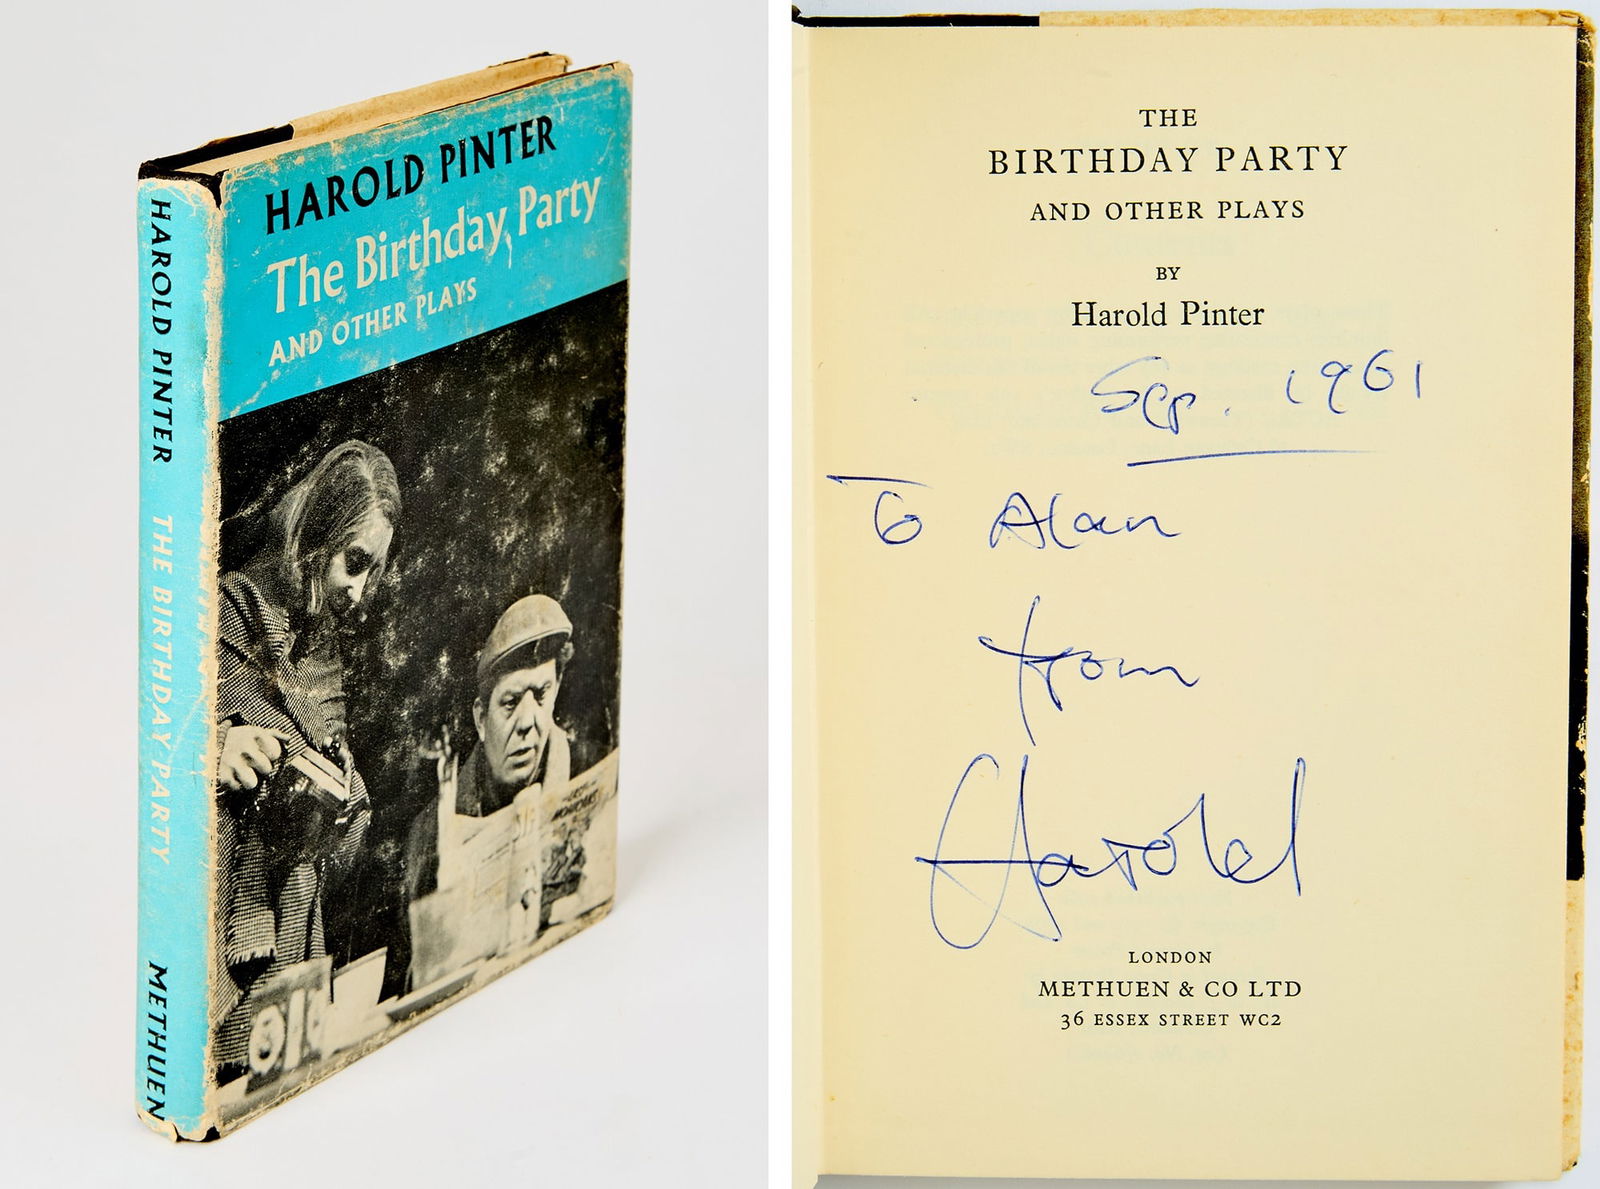 HAROLD PINTER
The Birthday Party
AND OTHER PLAYS
HAROLD PINTER THE BIRTHDAY PARTY METHUEN
THE
BIRTHDAY PARTY
AND OTHER PLAYS
BY
Harold Pinter
Sep. 1961
To Alan
from
Harold
LONDON
METHUEN & CO LTD
36 ESSEX STREET WC2